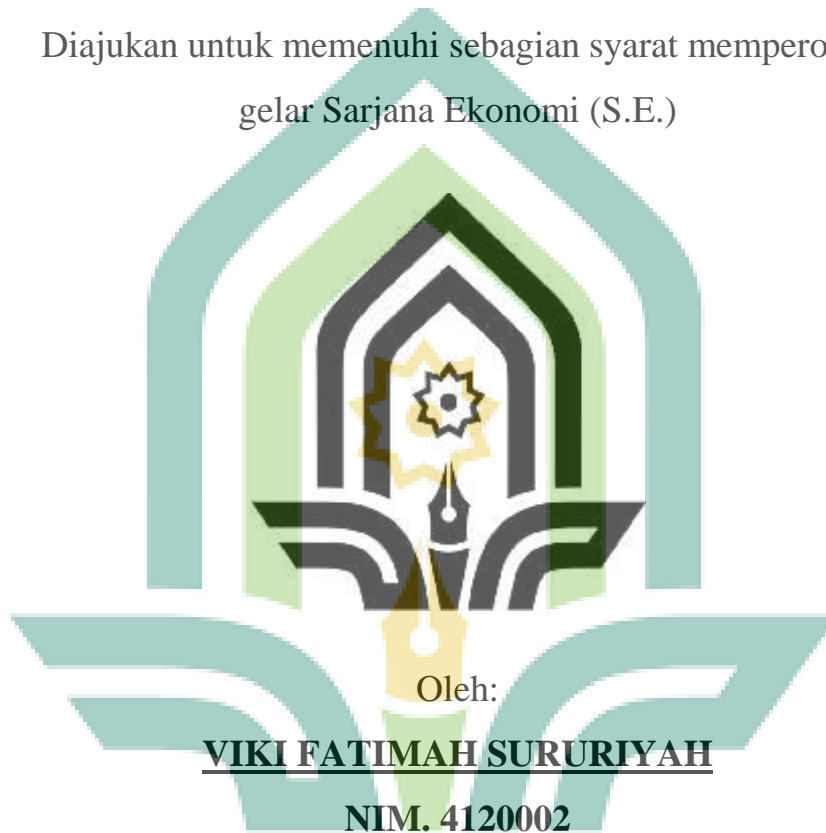 Diajukan untuk memenuhi sebagian syarat mempero
gelar Sarjana Ekonomi (S.E.)
Oleh:
VIKI FATIMAH SURURIYAH
NIM. 4120002